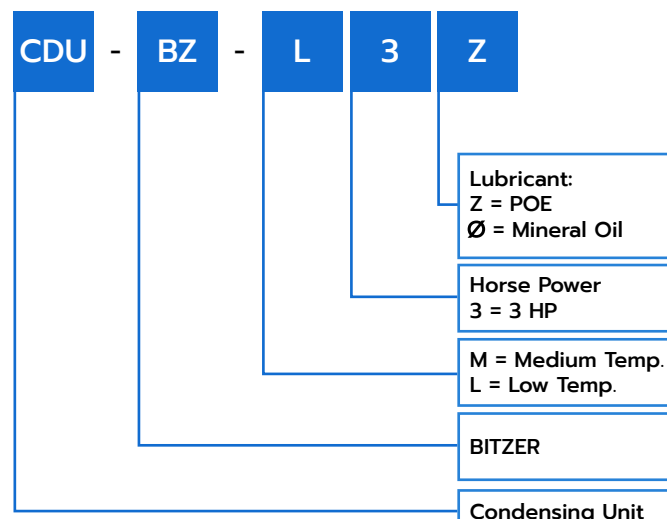 CDU - BZ - L 3 Z
Lubricant:
Z = POE
Ø = Mineral Oil
Horse Power
3 = 3 HP
M = Medium Temp.
L = Low Temp.
BITZER
Condensing Unit